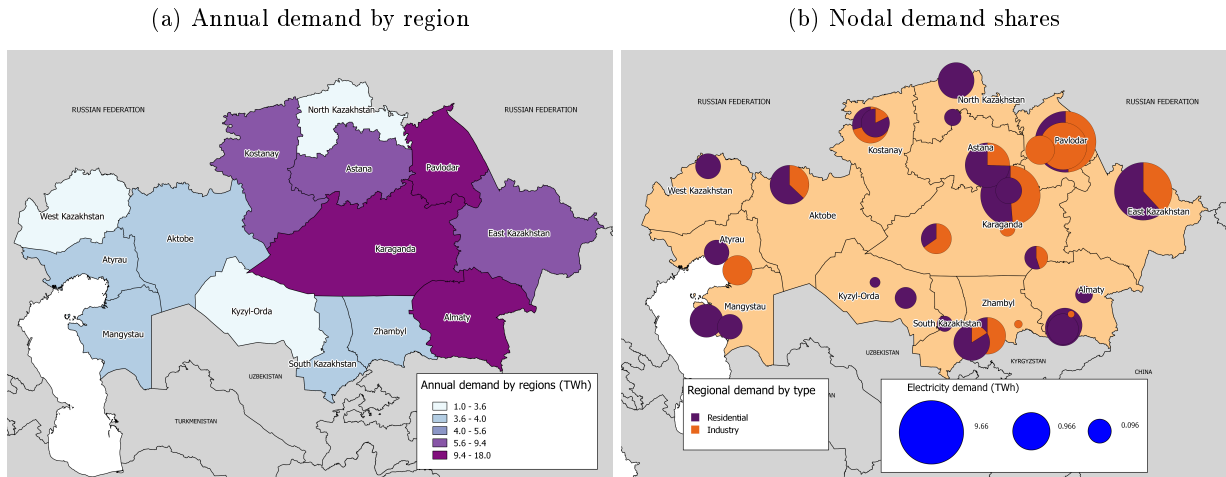 (a) Annual demand by region
(b) Nodal demand shares
RUSSIAN FEDERATION
North Kazakhstan
RUSSIAN FEDERATION
Kostanay
Astana
Pavlodar
West Kazakhstan
Aktobe
Karaganda
East Kazakhstan
Atyrau
Kyzyl-Orda
Almaty
Mangystau
Zhambyl
South Kazakhstan
UZBEKISTAN
TURKMENISTAN
Annual demand by regions (TWh)
1.0 - 3.6
3.6 - 4.0
4.0 - 5.6
5.6 - 9.4
9.4 - 18.0
RUSSIAN FEDERATION
North Kazakhstan
RUSSIAN FEDERATION
Kostanay
Astana
Pavlodar
West Kazakhstan
Aktobe
East Kazakhstan
Karaganda
Atyrau
Almaty
Kyzyl-Orda
Zhambyl
Mangystau
South Kazakhstan
UZBEKISTAN
KYRGYZSTAN
CHINA
Regional demand by type
Residential
Industry
Electricity demand (TWh)
9.66
0.966
0.096